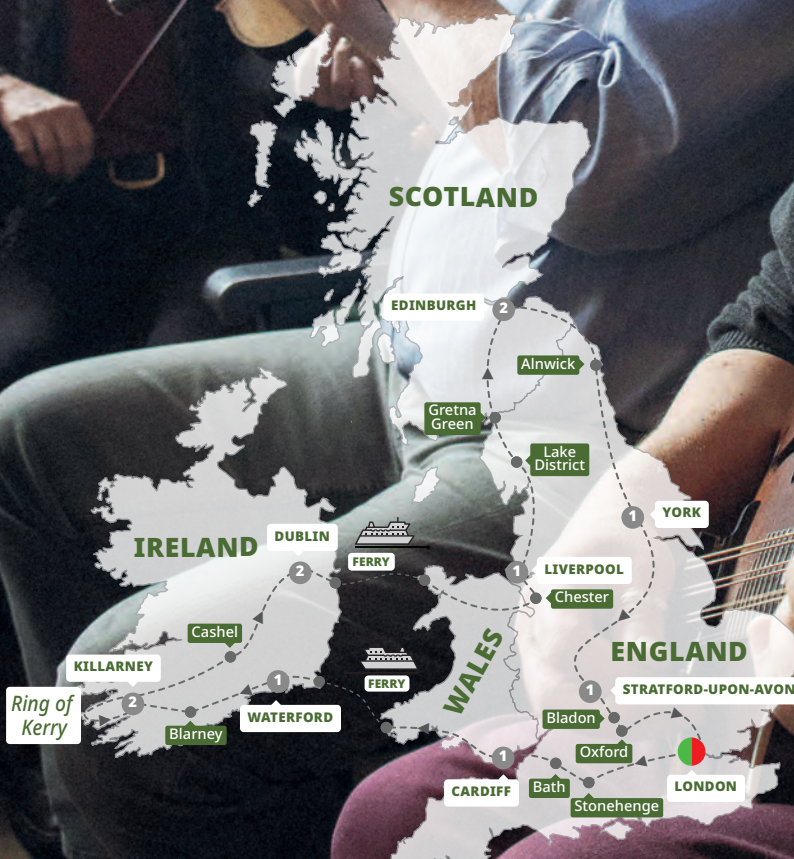 SCOTLAND
EDINBURGH
2
Alnwick
Gretna
Green
Lake
District
1
YORK
IRELAND
DUBLIN
2
FERRY
1
LIVERPOOL
Chester
Cashel
WALES
ENGLAND
KILLARNEY
2
Ring of
Kerry
Blarney
1
WATERFORD
FERRY
1
STRATFORD-UPON-AVON
Bladon
Oxford
1
CARDIFF
Bath
Stonehenge
LONDON